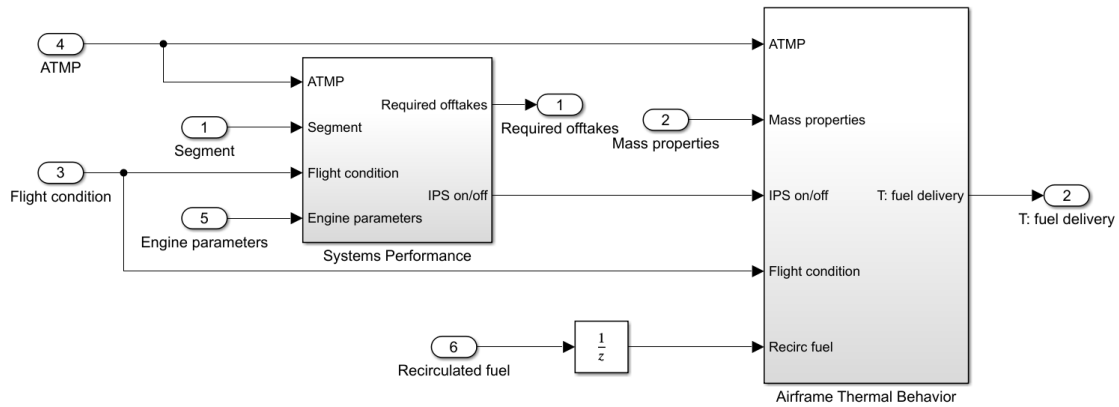 4
ATMP
1
Segment
3
Flight condition
5
Engine parameters
ATMP
Segment
Flight condition
Engine parameters
Required offtakes
IPS on/off
Systems Performance
1
Required offtakes
2
Mass properties
6
Recirculated fuel
1
z
ATMP
Mass properties
IPS on/off
Flight condition
Recirc fuel
T: fuel delivery
Airframe Thermal Behavior
2
T: fuel delivery